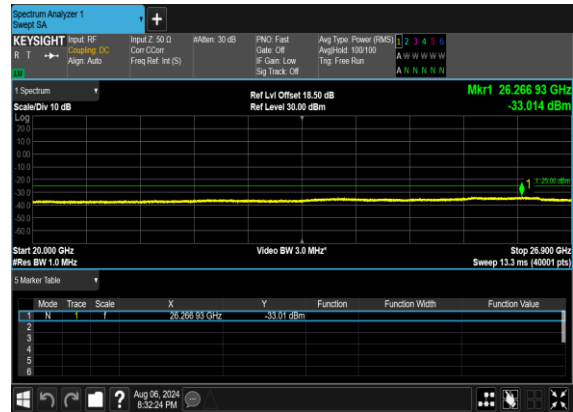 Spectrum Analyzer 1
Swept SA
KEYSIGHT
R T
LW
Input: RF
Coupling: DC
Align: Auto
Input Z: 50 Ω
Corr CCorr
Freq Ref: Int (S)
#Atten: 30 dB
PNO: Fast
Gate: Off
IF Gain: Low
Sig Track: Off
Avg Type: Power (RMS)
Avg|Hold: 100/100
Trig: Free Run
1 2 3 4 5 6
A W W W W W
A N N N N N
1 Spectrum
Scale/Div 10 dB
Ref Lvl Offset 18.50 dB
Ref Level 30.00 dBm
Mkr1 26.266 93 GHz
-33.014 dBm
Log
20.0
10.0
0.00
-10.0
-20.0
-30.0
-40.0
-50.0
-60.0
1
-25.00 dBm
Start 20.000 GHz
#Res BW 1.0 MHz
Video BW 3.0 MHz*
Stop 26.900 GHz
Sweep 13.3 ms (40001 pts)
5 Marker Table
Mode Trace Scale X Y Function Function Width Function Value
1 N 1 f 26.266 93 GHz -33.01 dBm
2
3
4
5
6
?
Aug 06, 2024
8:32:24 PM